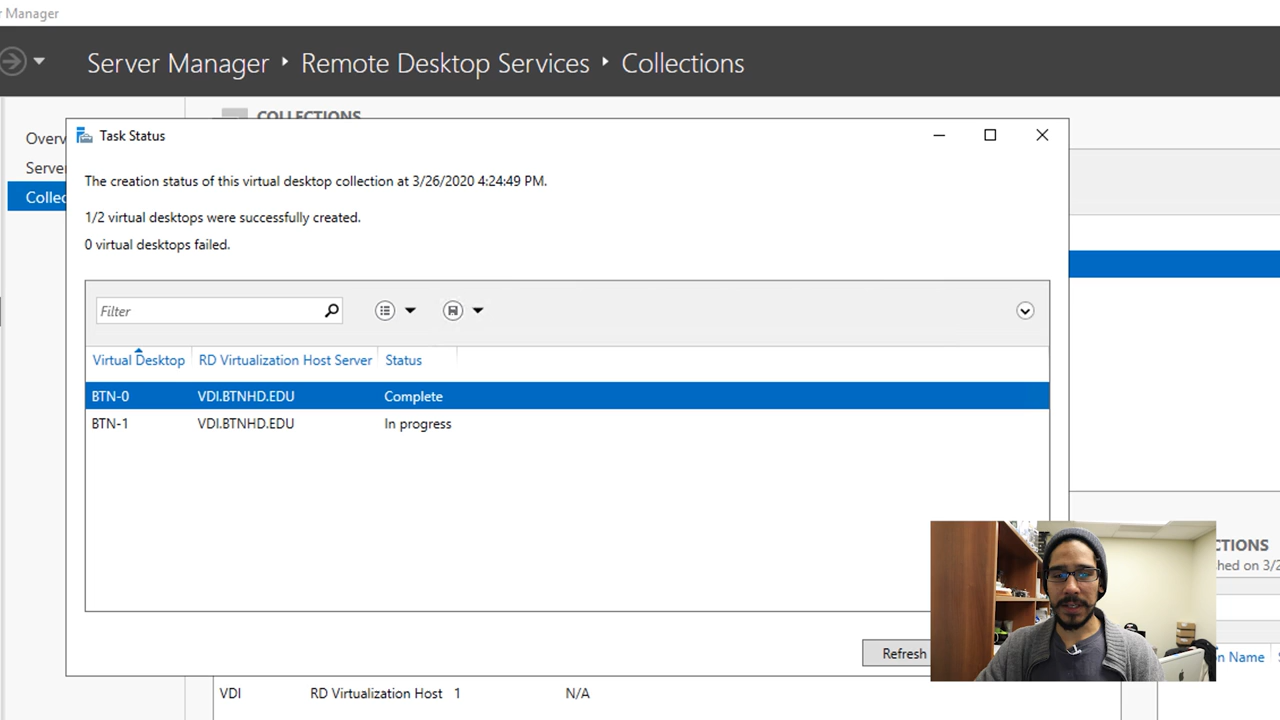 r Manager
Server Manager ‣ Remote Desktop Services ‣ Collections
COLLECTIONS
Overv
Server
Collec
Task Status
The creation status of this virtual desktop collection at 3/26/2020 4:24:49 PM.
1/2 virtual desktops were successfully created.
0 virtual desktops failed.
Filter
Virtual Desktop RD Virtualization Host Server Status
BTN-0 VDI.BTNHD.EDU Complete
BTN-1 VDI.BTNHD.EDU In progress
CTIONS
hed on 3/2
Refresh
n Name
VDI RD Virtualization Host 1 N/A